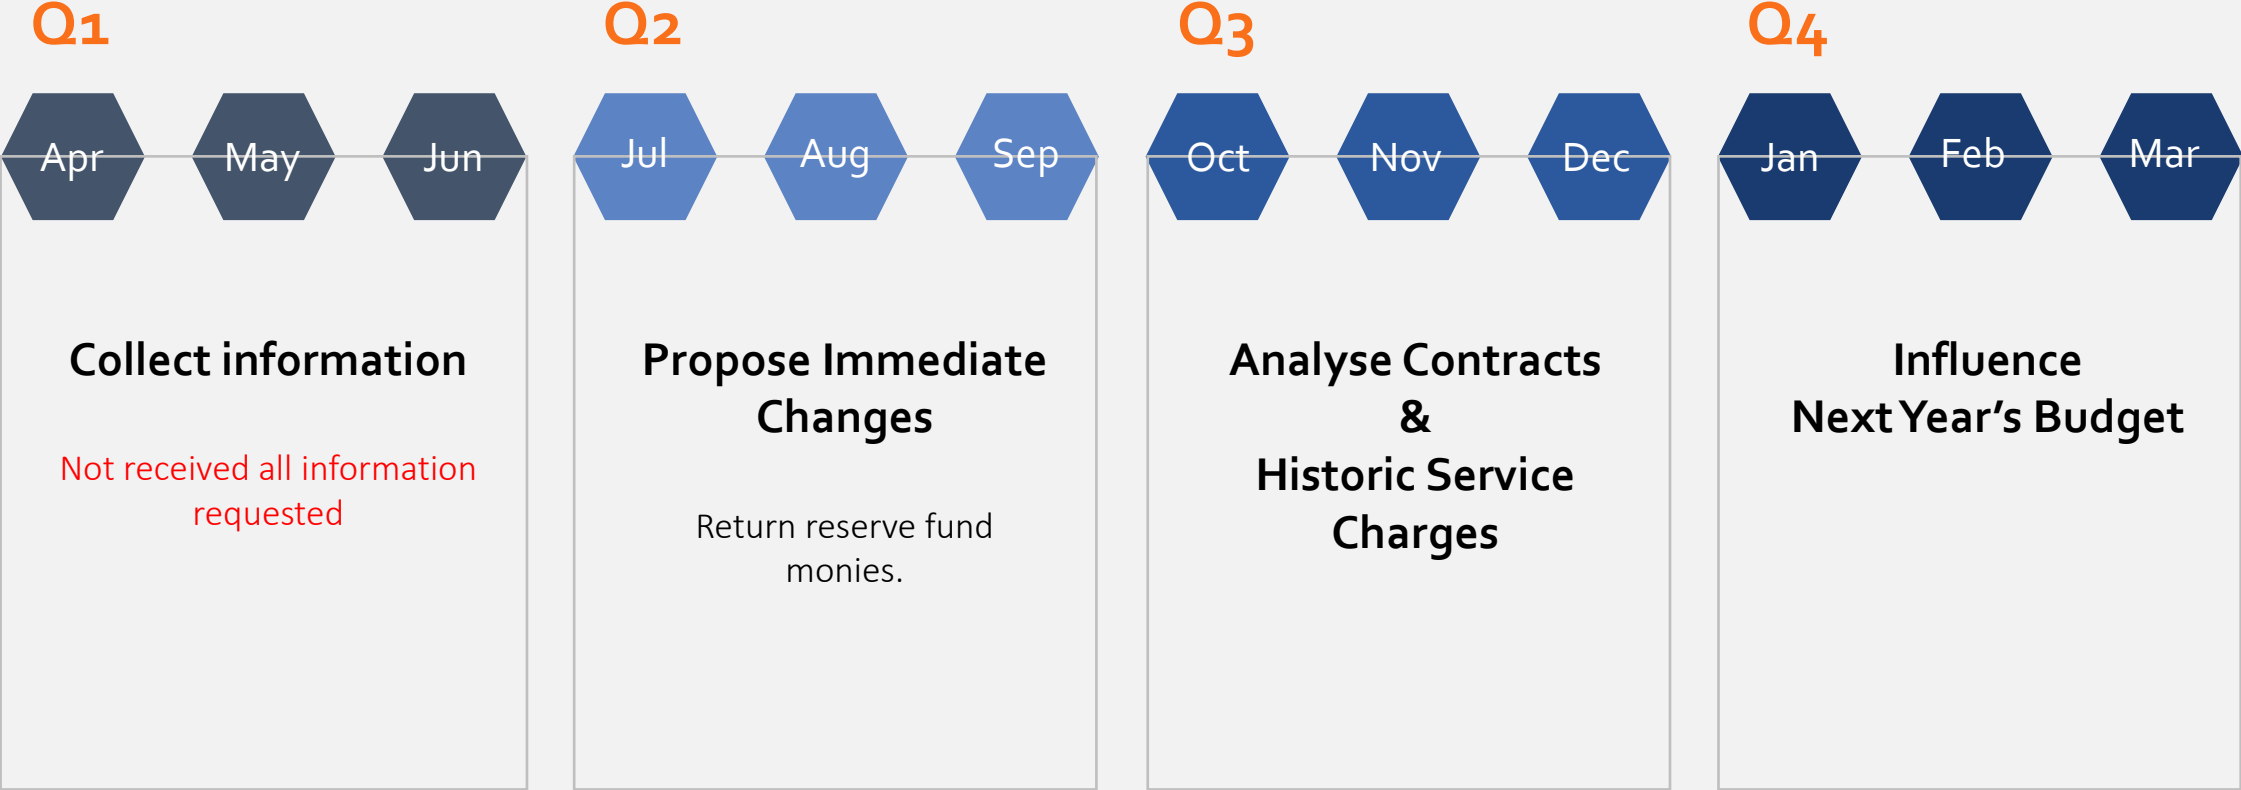 Q1
Apr May Jun
Collect information
Not received all information
requested
Q2
Jul Aug Sep
Propose Immediate
Changes
Return reserve fund
monies.
Q3
Oct Nov Dec
Analyse Contracts
&
Historic Service
Charges
Q4
Jan Feb Mar
Influence
Next Year’s Budget